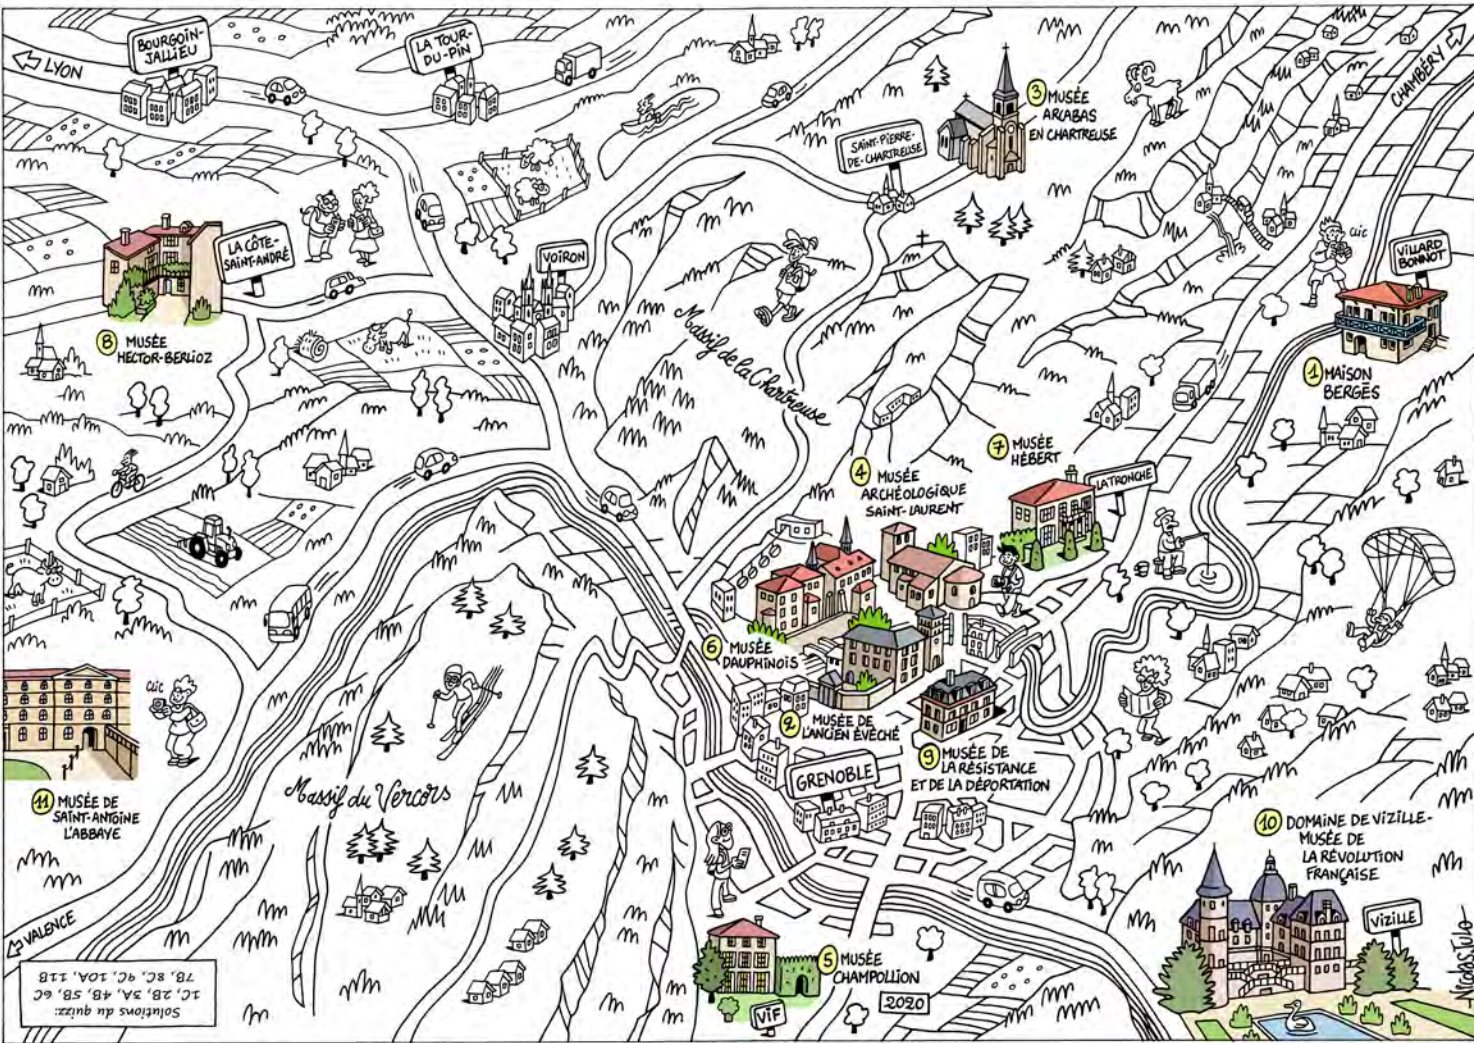 BOURGOIN-
JALLIEU
LA TOUR-
DU-PIN
LYON
CHAMBÉRY
3 MUSÉE
ARCABAS
EN CHARTREUSE
SAINT-PIERRE-
DE-CHARTREUSE
LA CÔTE-
SAINT-ANDRÉ
VOIRON
clic
VILLARD
BONNOT
8 MUSÉE
HECTOR-BERLIOZ
Massif de la Chartreuse
1 MAISON
BERGÈS
7 MUSÉE
HÉBERT
4 MUSÉE
ARCHÉOLOGIQUE
SAINT-LAURENT
LA TRONCHE
6 MUSÉE
DAUPHINOIS
clic
2 MUSÉE DE
L'ANCIEN ÉVÊCHÉ
9 MUSÉE DE
LA RÉSISTANCE
ET DE LA DÉPORTATION
GRENOBLE
Massif du Vercors
11 MUSÉE DE
SAINT-ANTOINE
L'ABBAYE
10 DOMAINE DE VIZILLE-
MUSÉE DE
LA RÉVOLUTION
FRANÇAISE
VIZILLE
VALENCE
5 MUSÉE
CHAMPOLLION
2020
VIF
Solutions du quizz:
1C, 2B, 3A, 4B, 5B, 6C
7B, 8C, 9C, 10A, 11B
Nicolas Julo